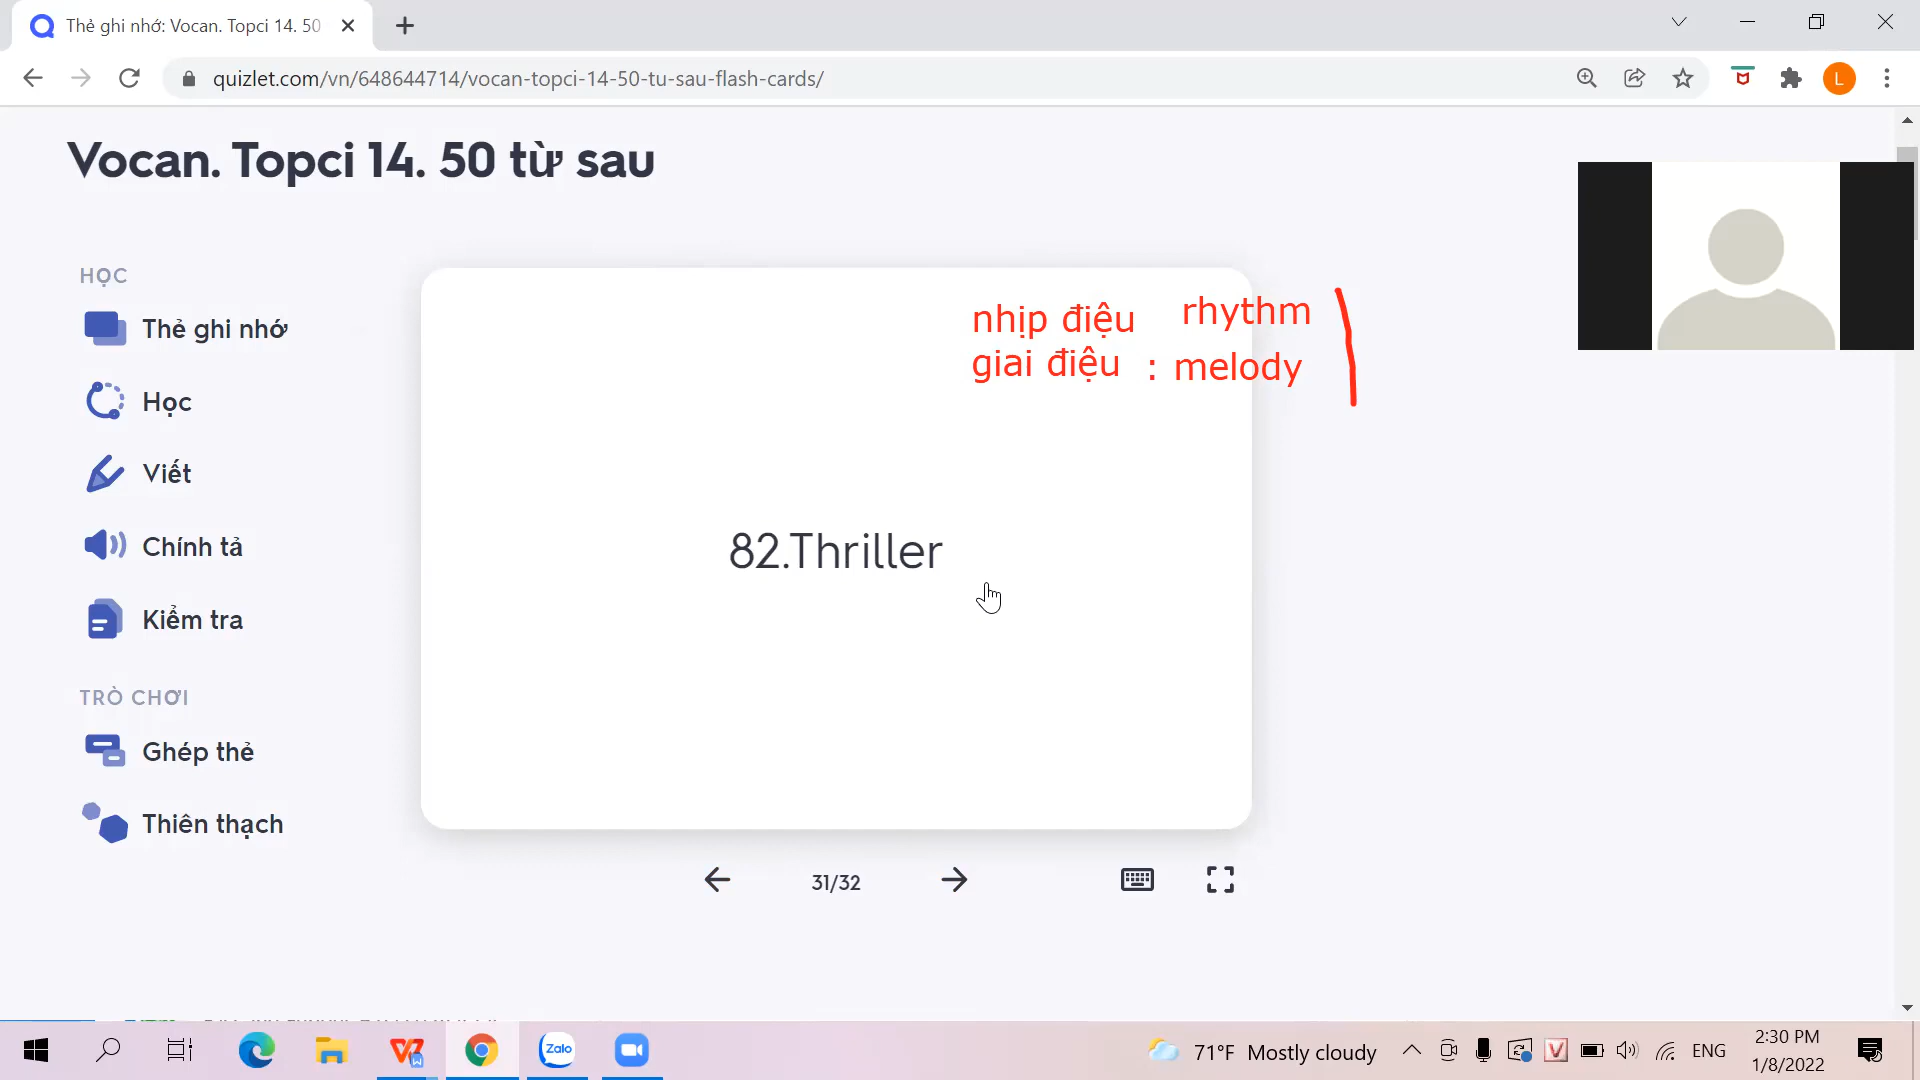 Thẻ ghi nhớ: Vocan. Topci 14. 50
quizlet.com/vn/648644714/vocan-topci-14-50-tu-sau-flash-cards/
L
Vocan. Topci 14. 50 từ sau
HỌC
Thẻ ghi nhớ
Học
Viết
Chính tả
Kiểm tra
TRÒ CHƠI
Ghép thẻ
Thiên thạch
nhịp điệu rhythm
giai điệu : melody
82.Thriller
31/32
Zalo
71°F Mostly cloudy
ENG
2:30 PM
1/8/2022